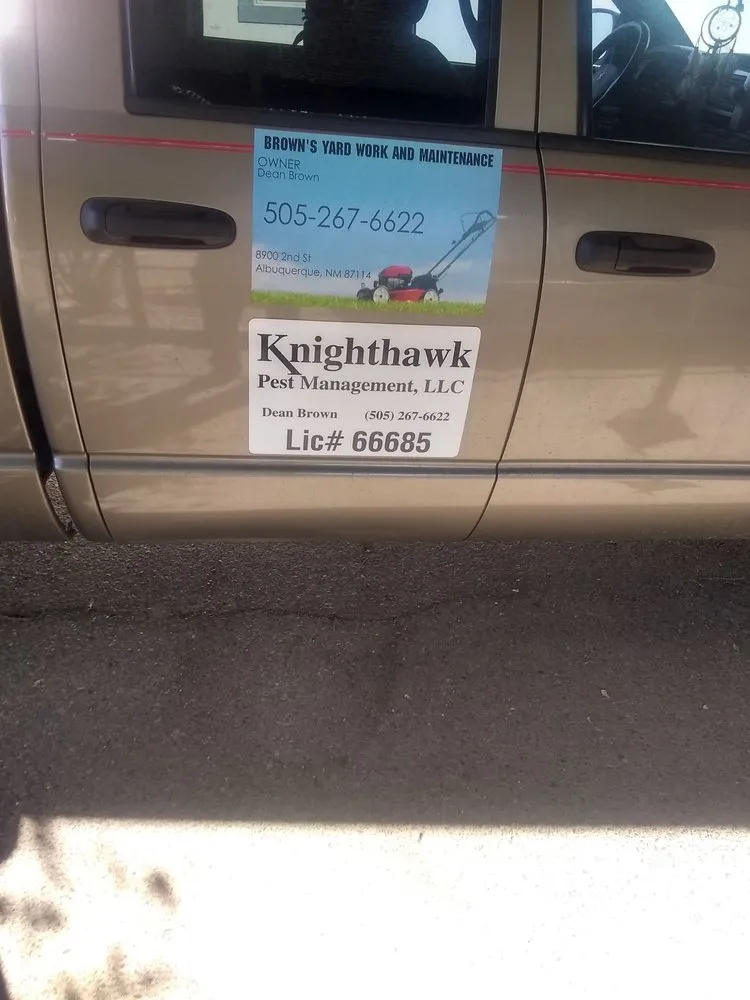 BROWN'S YARD WORK AND MAINTENANCE
OWNER
Dean Brown
505-267-6622
8900 2nd St
Albuquerque, NM 87114
Knighthawk
Pest Management, LLC
Dean Brown (505) 267-6622
Lic# 66685